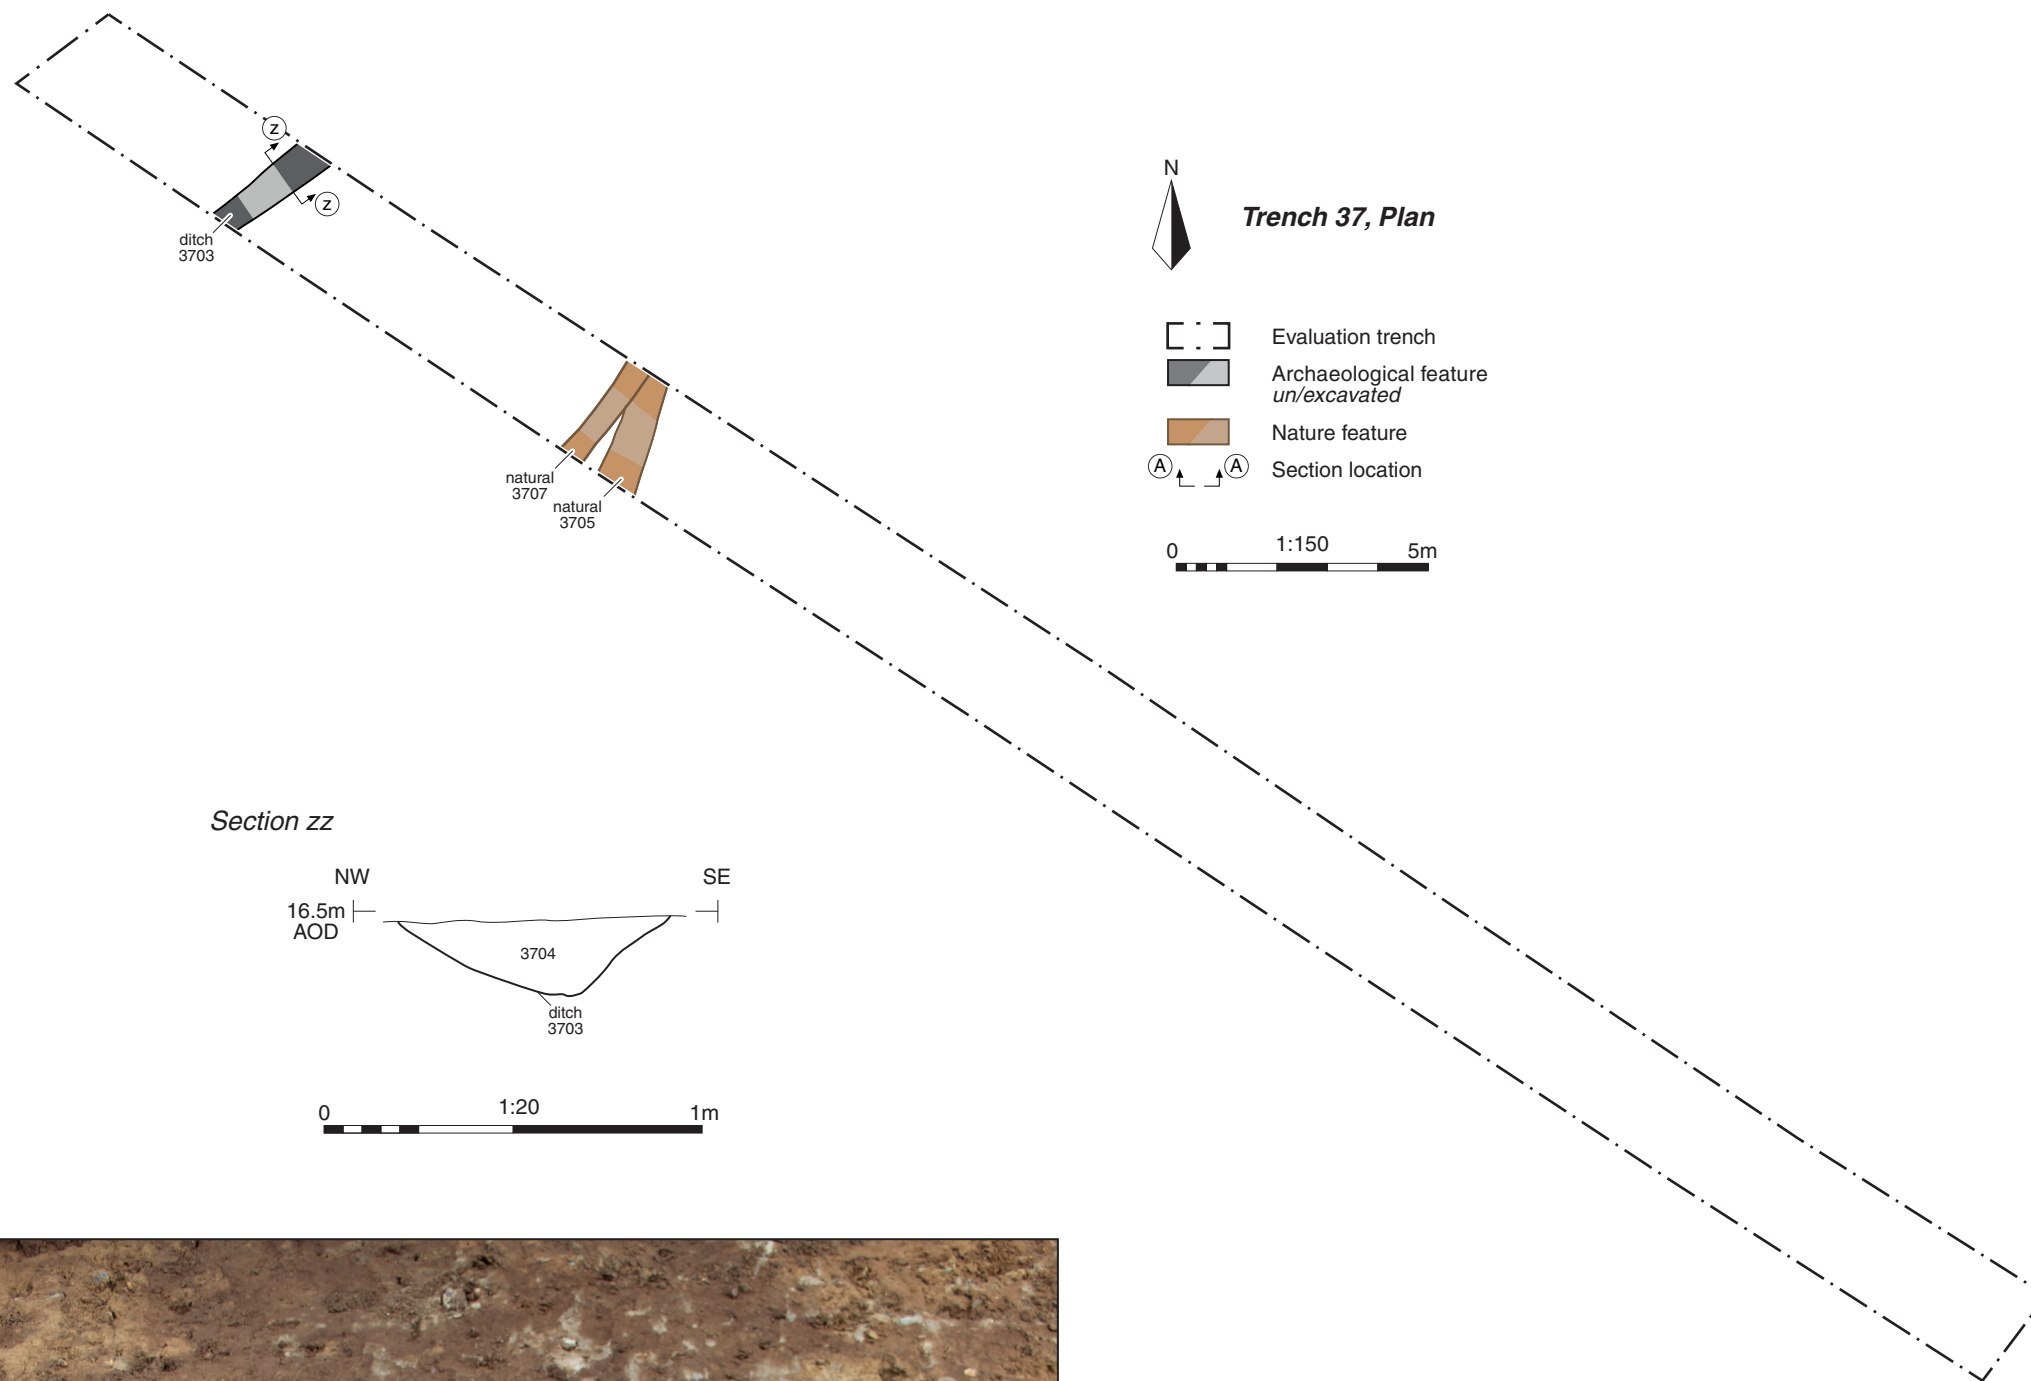 z
z
ditch
3703
N
Trench 37, Plan
Evaluation trench
Archaeological feature
un/excavated
Nature feature
A A Section location
0 1:150 5m
natural
3707
natural
3705
Section zz
NW SE
16.5m
AOD
3704
ditch
3703
0 1:20 1m